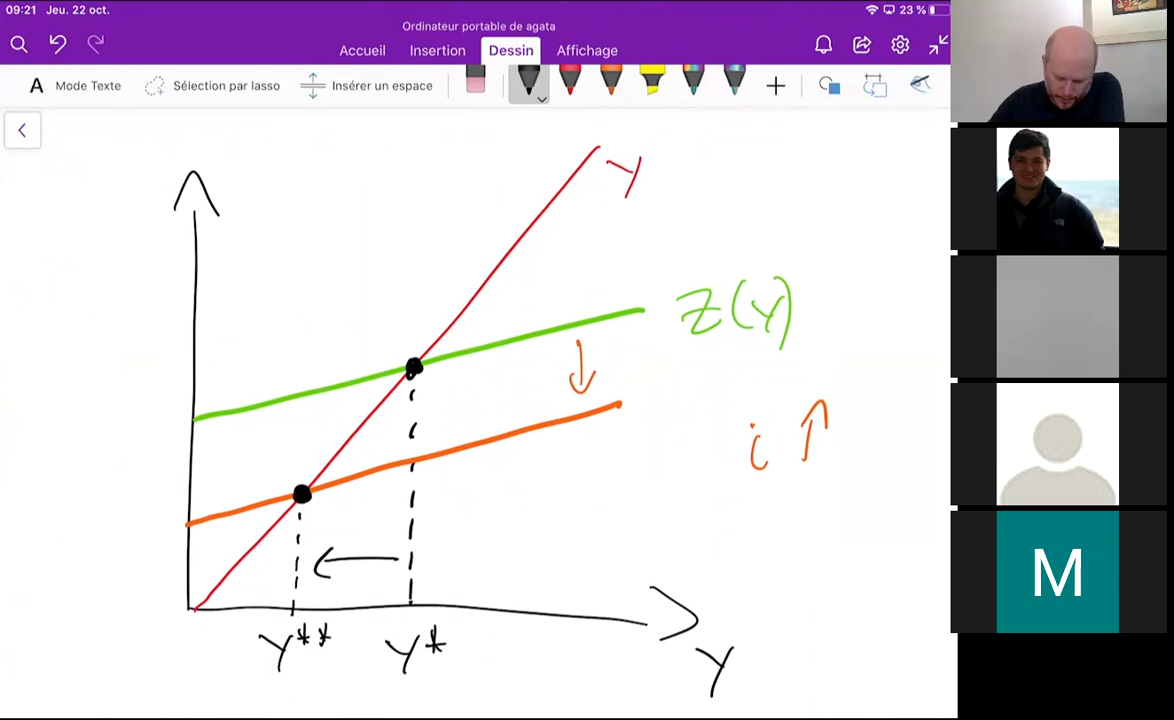 09:21 Jeu. 22 oct.
23 %
Ordinateur portable de agata
Accueil Insertion Dessin Affichage
A Mode Texte Sélection par lasso Insérer un espace
Y
Z(Y)
i ↑
Y** Y*
Y
M